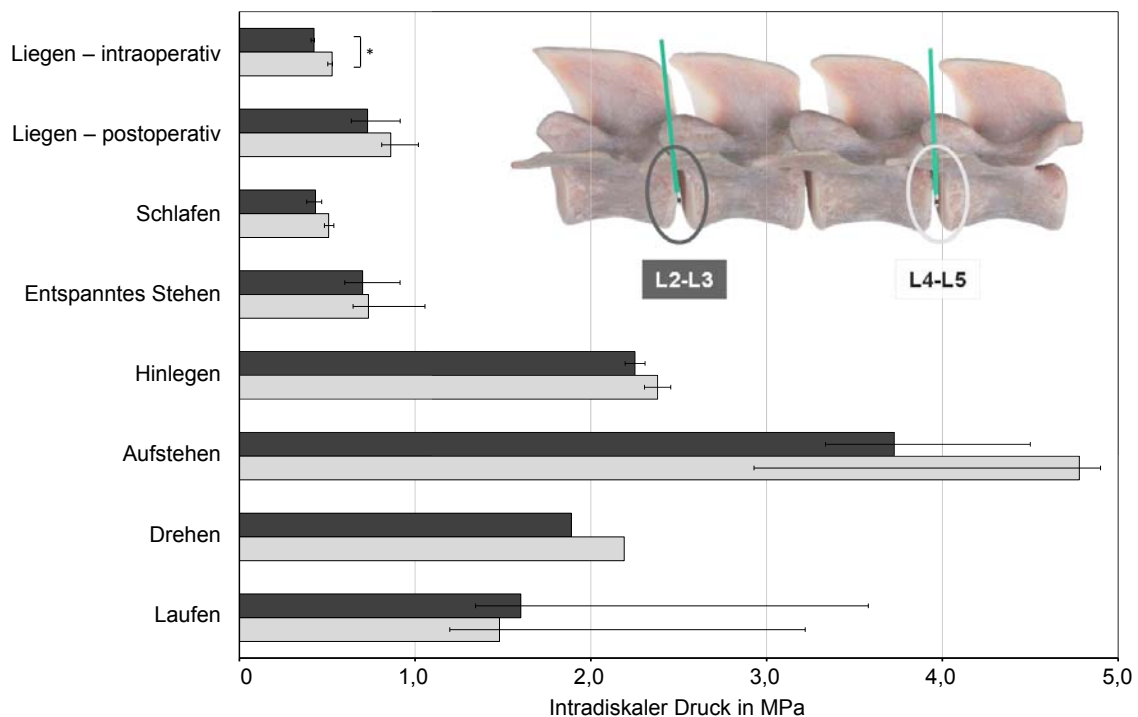 Liegen – intraoperativ
*
Liegen – postoperativ
Schlafen
Entspanntes Stehen
Hinlegen
Aufstehen
Drehen
Laufen
L2-L3
L4-L5
0 1,0 2,0 3,0 4,0 5,0
Intradiskaler Druck in MPa